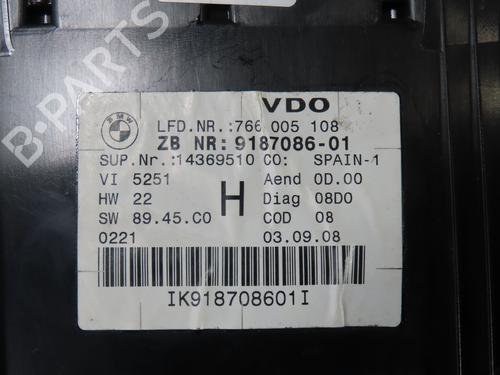 B-PARTS
VDO
BMW
LFD.NR.:766 005 108
ZB NR:9187086-01
SUP.Nr.:14369510 CO: SPAIN-1
VI 5251 Aend 0D.00
HW 22 H Diag 08D0
SW 89.45.C0 COD 08
0221 03.09.08
IK918708601I